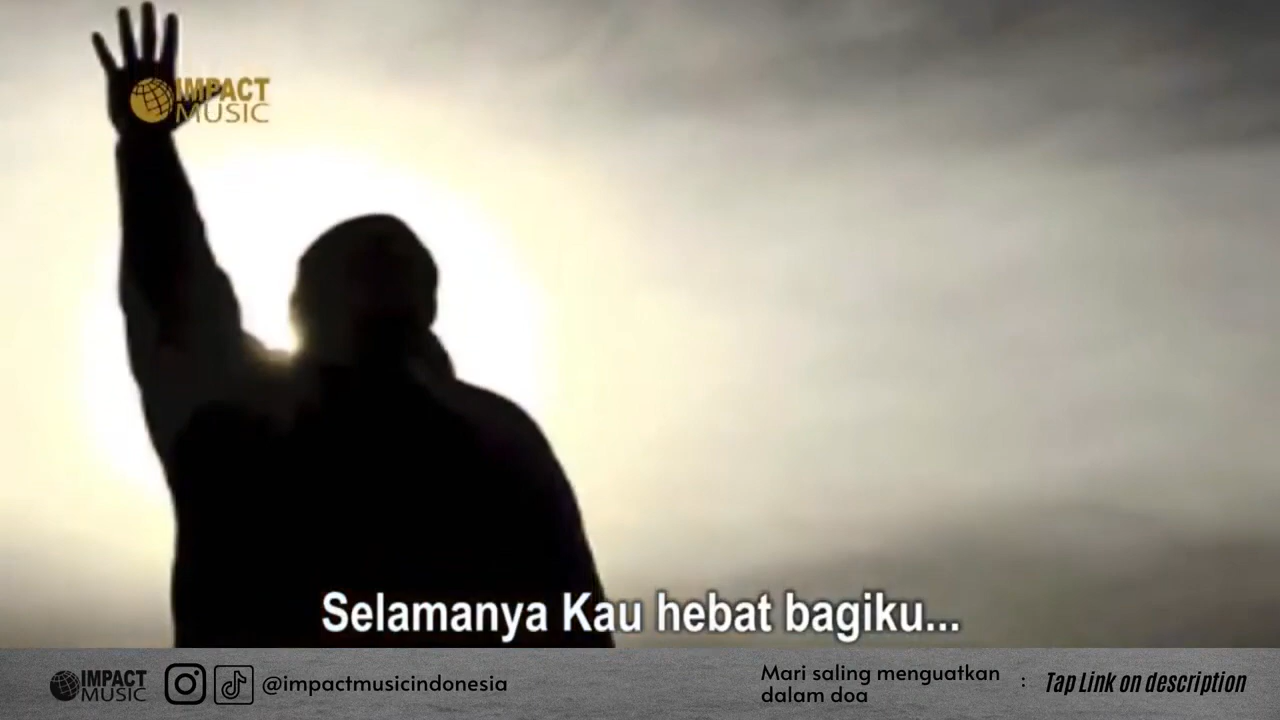 IMPACT
MUSIC
Selamanya Kau hebat bagiku...
IMPACT
MUSIC
@impactmusicindonesia
Mari saling menguatkan
dalam doa
:
Tap Link on description